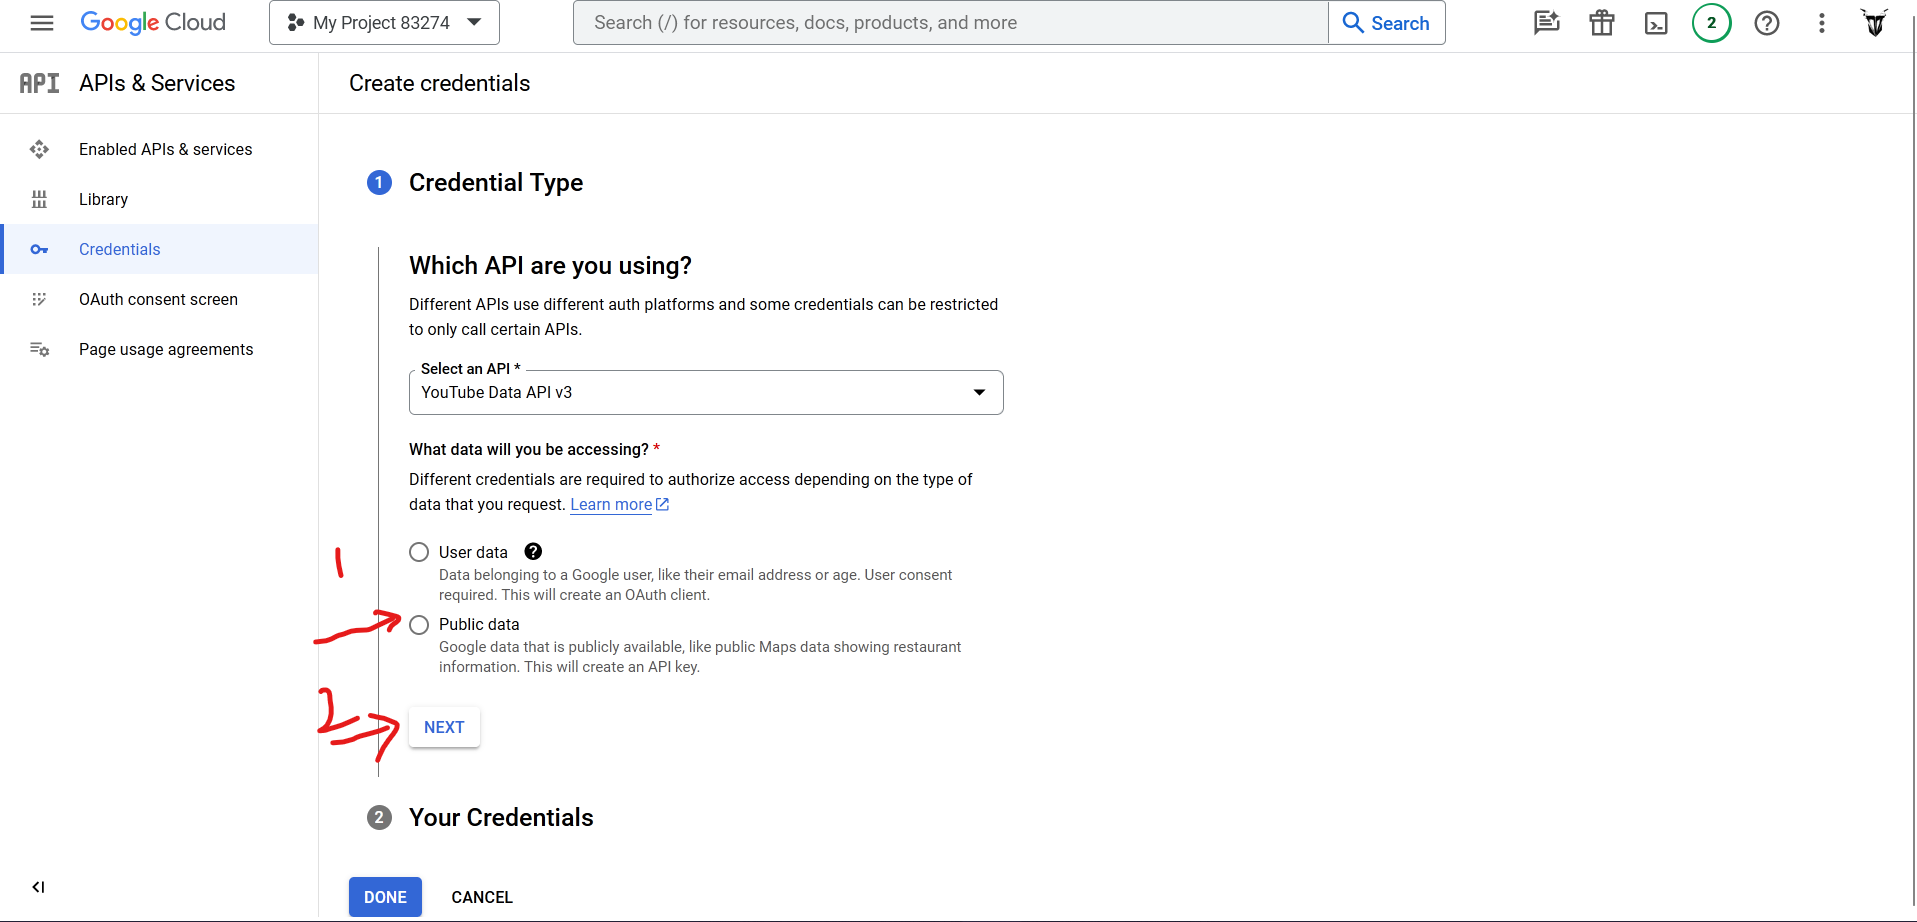 Google Cloud
My Project 83274
Search (/) for resources, docs, products, and more
Search
2
API
APIs & Services
Create credentials
Enabled APIs & services
Library
Credentials
OAuth consent screen
Page usage agreements
1
Credential Type
Which API are you using?
Different APIs use different auth platforms and some credentials can be restricted
to only call certain APIs.
Select an API *
YouTube Data API v3
What data will you be accessing? *
Different credentials are required to authorize access depending on the type of
data that you request. Learn more
1
User data
Data belonging to a Google user, like their email address or age. User consent
required. This will create an OAuth client.
Public data
Google data that is publicly available, like public Maps data showing restaurant
information. This will create an API key.
2
NEXT
2
Your Credentials
DONE
CANCEL